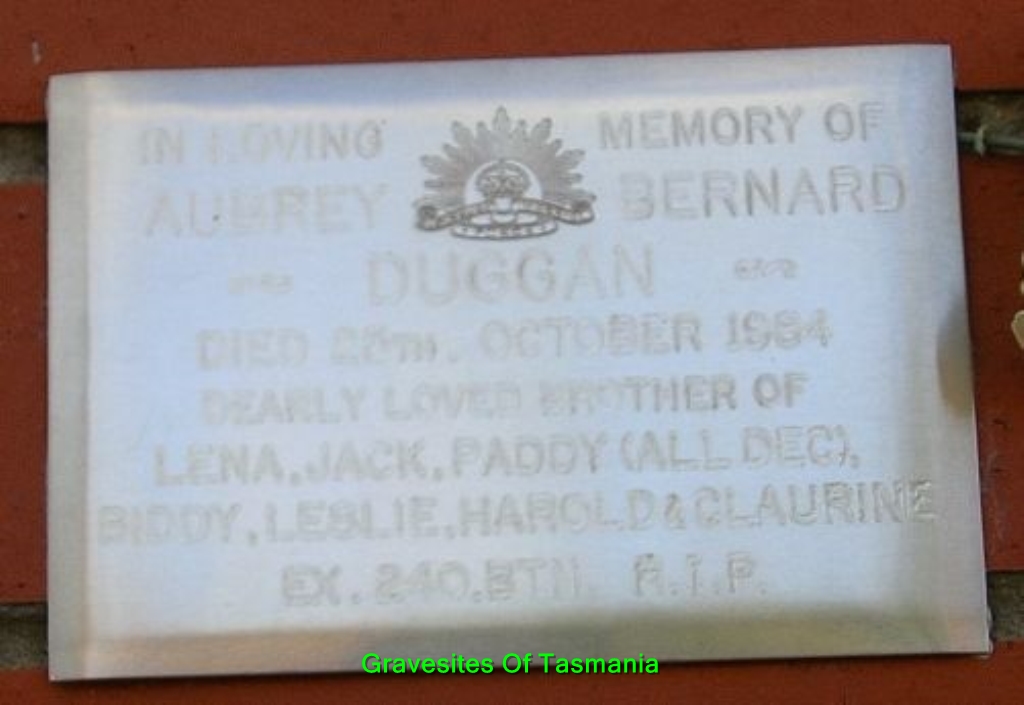 IN LOVING MEMORY OF
AUBREY BERNARD
DUGGAN
DIED 25TH. OCTOBER 1984
DEARLY LOVED BROTHER OF
LENA, JACK, PADDY (ALL DEC),
BIDDY, LESLIE, HAROLD & CLAURINE
EX. 240. BTN. R.I.P.
Gravesites Of Tasmania